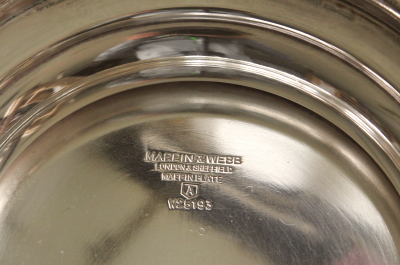 MAPPIN & WEBB
LONDON & SHEFFIELD
MAPPIN PLATE
A
W25193